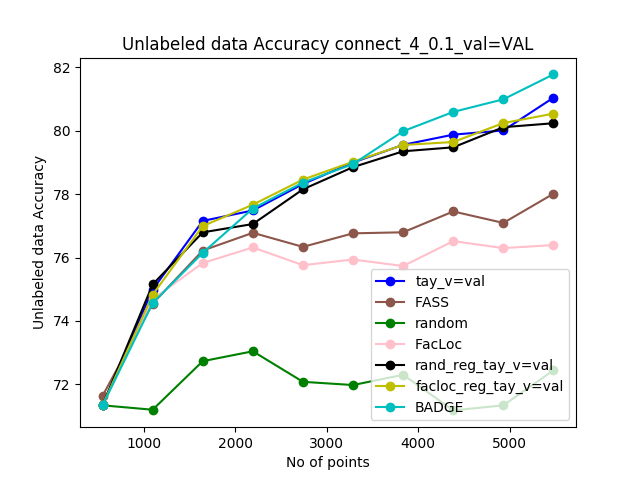 Unlabeled data Accuracy connect_4_0.1_val=VAL
Unlabeled data Accuracy
82
80
78
76
74
72
tay_v=val
FASS
random
FacLoc
rand_reg_tay_v=val
facloc_reg_tay_v=val
BADGE
1000
2000
3000
4000
5000
No of points